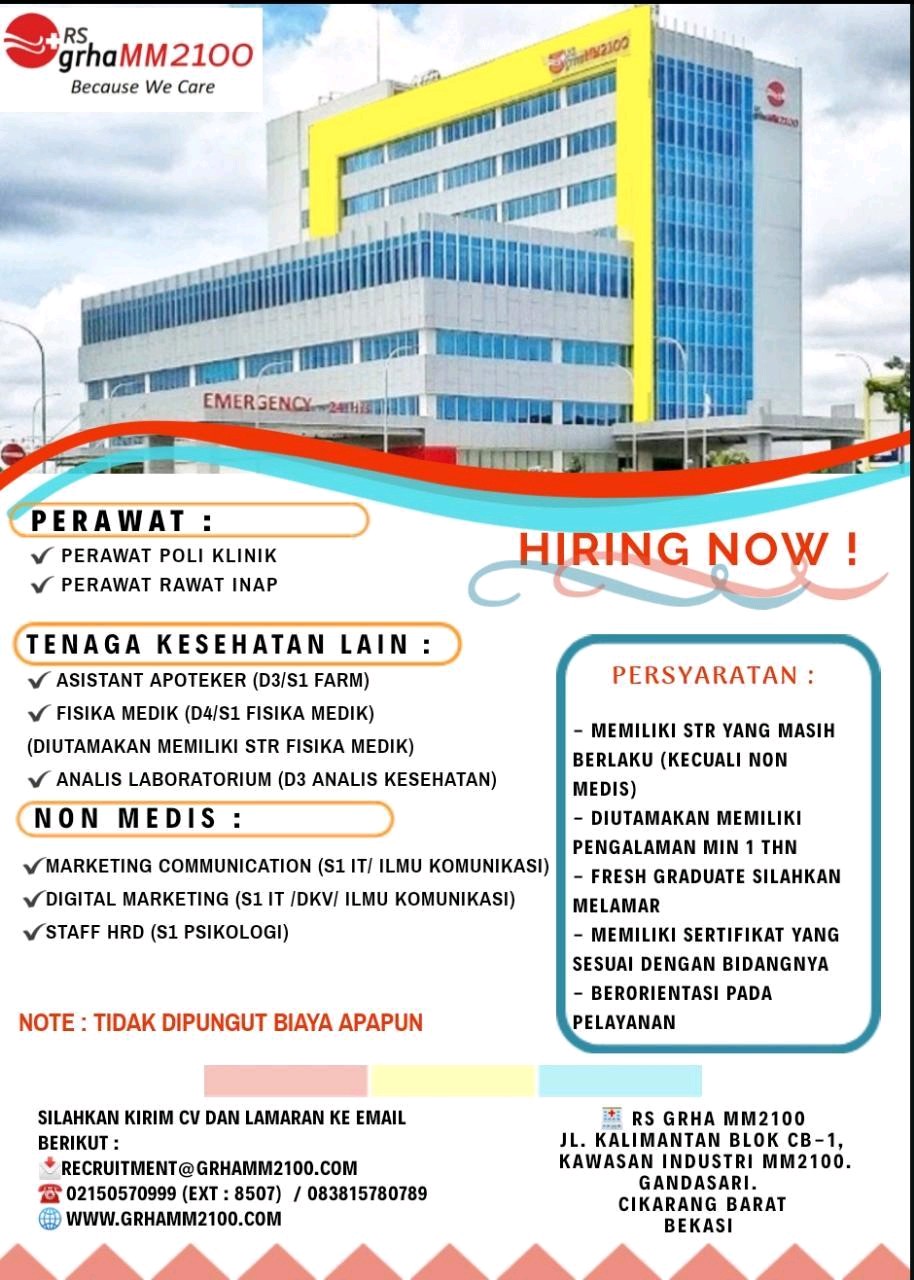 RS
grhaMM2100
Because We Care
RS
grhaMM2100
grhaMM2100
EMERGENCY - 24 HRS
PERAWAT :
✓ PERAWAT POLI KLINIK
✓ PERAWAT RAWAT INAP
HIRING NOW !
TENAGA KESEHATAN LAIN :
✓ ASISTANT APOTEKER (D3/S1 FARM)
✓ FISIKA MEDIK (D4/S1 FISIKA MEDIK)
(DIUTAMAKAN MEMILIKI STR FISIKA MEDIK)
✓ ANALIS LABORATORIUM (D3 ANALIS KESEHATAN)
NON MEDIS :
✓MARKETING COMMUNICATION (S1 IT/ ILMU KOMUNIKASI)
✓DIGITAL MARKETING (S1 IT /DKV/ ILMU KOMUNIKASI)
✓STAFF HRD (S1 PSIKOLOGI)
PERSYARATAN :
- MEMILIKI STR YANG MASIH
BERLAKU (KECUALI NON
MEDIS)
- DIUTAMAKAN MEMILIKI
PENGALAMAN MIN 1 THN
- FRESH GRADUATE SILAHKAN
MELAMAR
- MEMILIKI SERTIFIKAT YANG
SESUAI DENGAN BIDANGNYA
- BERORIENTASI PADA
PELAYANAN
NOTE : TIDAK DIPUNGUT BIAYA APAPUN
SILAHKAN KIRIM CV DAN LAMARAN KE EMAIL
BERIKUT :
RECRUITMENT@GRHAMM2100.COM
02150570999 (EXT : 8507) / 083815780789
WWW.GRHAMM2100.COM
RS GRHA MM2100
JL. KALIMANTAN BLOK CB-1,
KAWASAN INDUSTRI MM2100.
GANDASARI.
CIKARANG BARAT
BEKASI